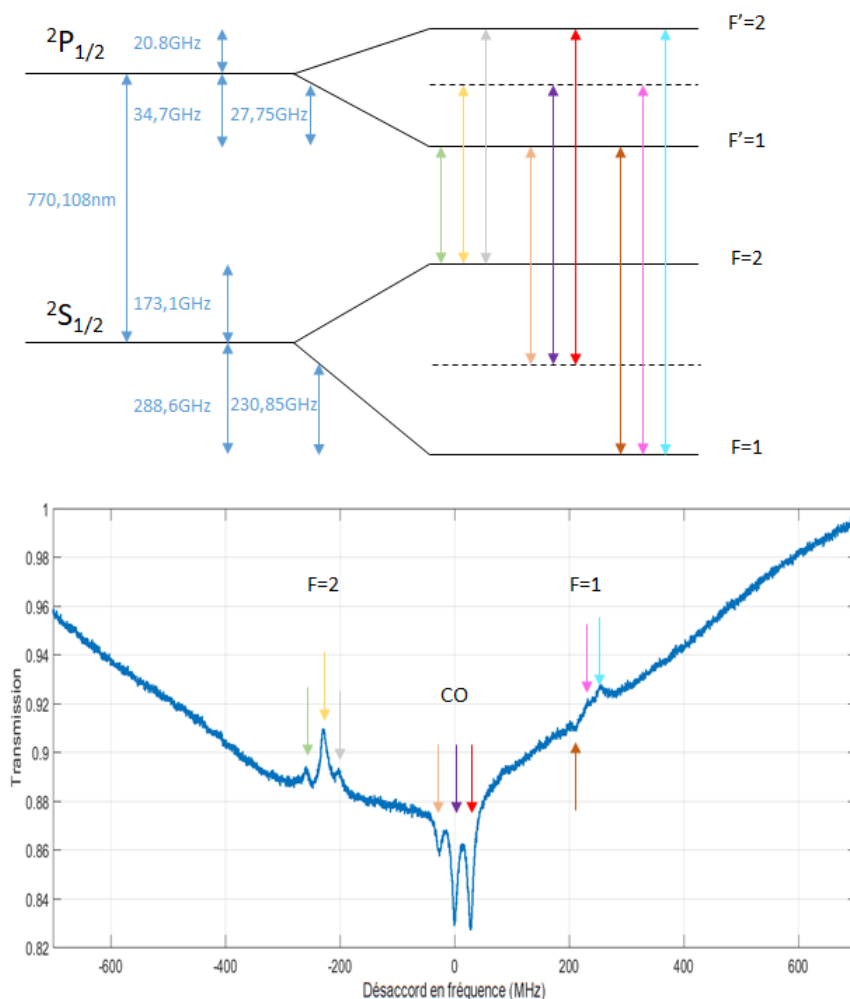 F'=2
²P₁/₂
20.8GHz
34,7GHz
27,75GHz
F'=1
770,108nm
F=2
173,1GHz
²S₁/₂
288,6GHz
230,85GHz
F=1
1
0.98
0.96
0.94
0.92
0.9
0.88
0.86
0.84
0.82
Transmission
F=2
CO
F=1
-600
-400
-200
0
200
400
600
Désaccord en fréquence (MHz)